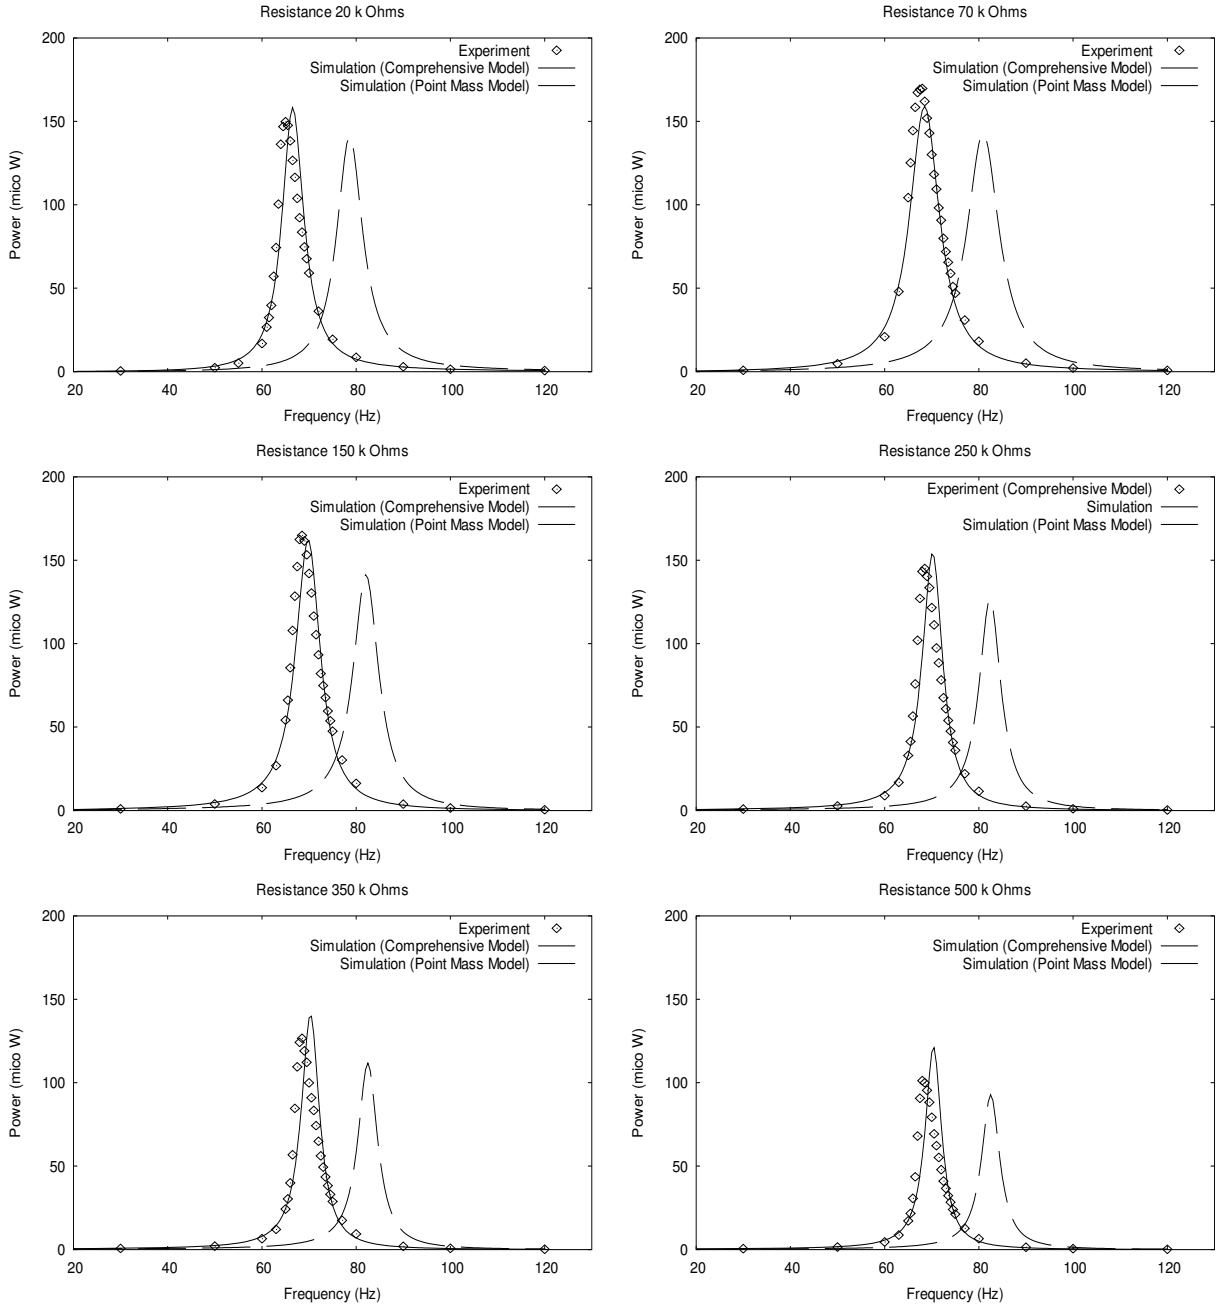 Resistance 20 k Ohms
200
150
100
50
0
Power (mico W)
Experiment
Simulation (Comprehensive Model)
Simulation (Point Mass Model)
20 40 60 80 100 120
Frequency (Hz)
Resistance 70 k Ohms
200
150
100
50
0
Power (mico W)
Experiment
Simulation (Comprehensive Model)
Simulation (Point Mass Model)
20 40 60 80 100 120
Frequency (Hz)
Resistance 150 k Ohms
200
150
100
50
0
Power (mico W)
Experiment
Simulation (Comprehensive Model)
Simulation (Point Mass Model)
20 40 60 80 100 120
Frequency (Hz)
Resistance 250 k Ohms
200
150
100
50
0
Power (mico W)
Experiment (Comprehensive Model)
Simulation
Simulation (Point Mass Model)
20 40 60 80 100 120
Frequency (Hz)
Resistance 350 k Ohms
200
150
100
50
0
Power (mico W)
Experiment
Simulation (Comprehensive Model)
Simulation (Point Mass Model)
20 40 60 80 100 120
Frequency (Hz)
Resistance 500 k Ohms
200
150
100
50
0
Power (mico W)
Experiment
Simulation (Comprehensive Model)
Simulation (Point Mass Model)
20 40 60 80 100 120
Frequency (Hz)